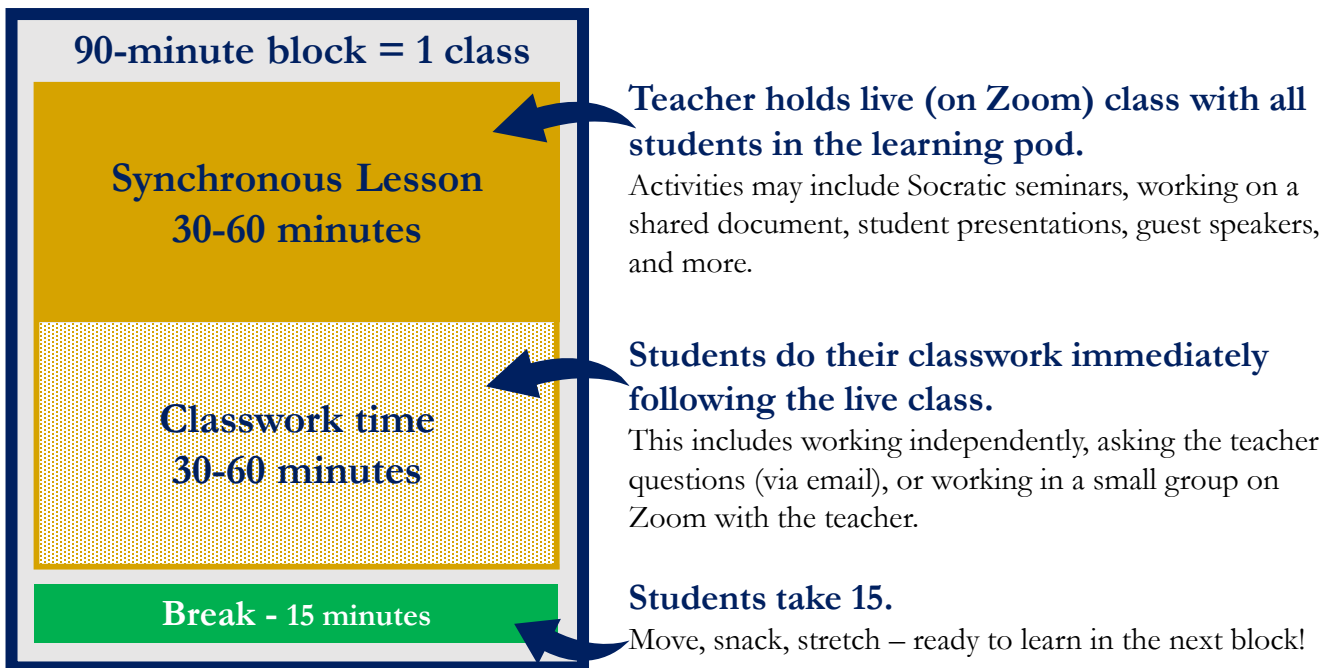 90-minute block = 1 class
Synchronous Lesson
30-60 minutes
Teacher holds live (on Zoom) class with all
students in the learning pod.
Activities may include Socratic seminars, working on a
shared document, student presentations, guest speakers,
and more.
Classwork time
30-60 minutes
Students do their classwork immediately
following the live class.
This includes working independently, asking the teacher
questions (via email), or working in a small group on
Zoom with the teacher.
Break - 15 minutes
Students take 15.
Move, snack, stretch – ready to learn in the next block!